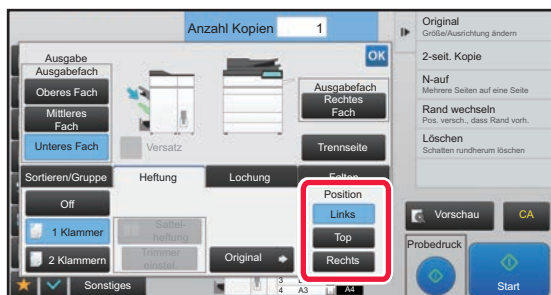 Anzahl Kopien 1
OK
Ausgabe
Ausgabefach
Oberes Fach
Mittleres
Fach
Unteres Fach
Versatz
Ausgabefach
Rechtes
Fach
Trennseite
Sortieren/Gruppe
Heftung
Lochung
Falten
Off
1 Klammer
2 Klammern
Sattel-
heftung
Trimmer
einstel.
Original
Position
Links
Top
Rechts
Sonstiges
3
4 A3
A4
Original
Größe/Ausrichtung ändern
2-seit. Kopie
N-auf
Mehrere Seiten auf eine Seite
Rand wechseln
Pos. versch., dass Rand vorh.
Löschen
Schatten rundherum löschen
Vorschau
CA
Probedruck
Start